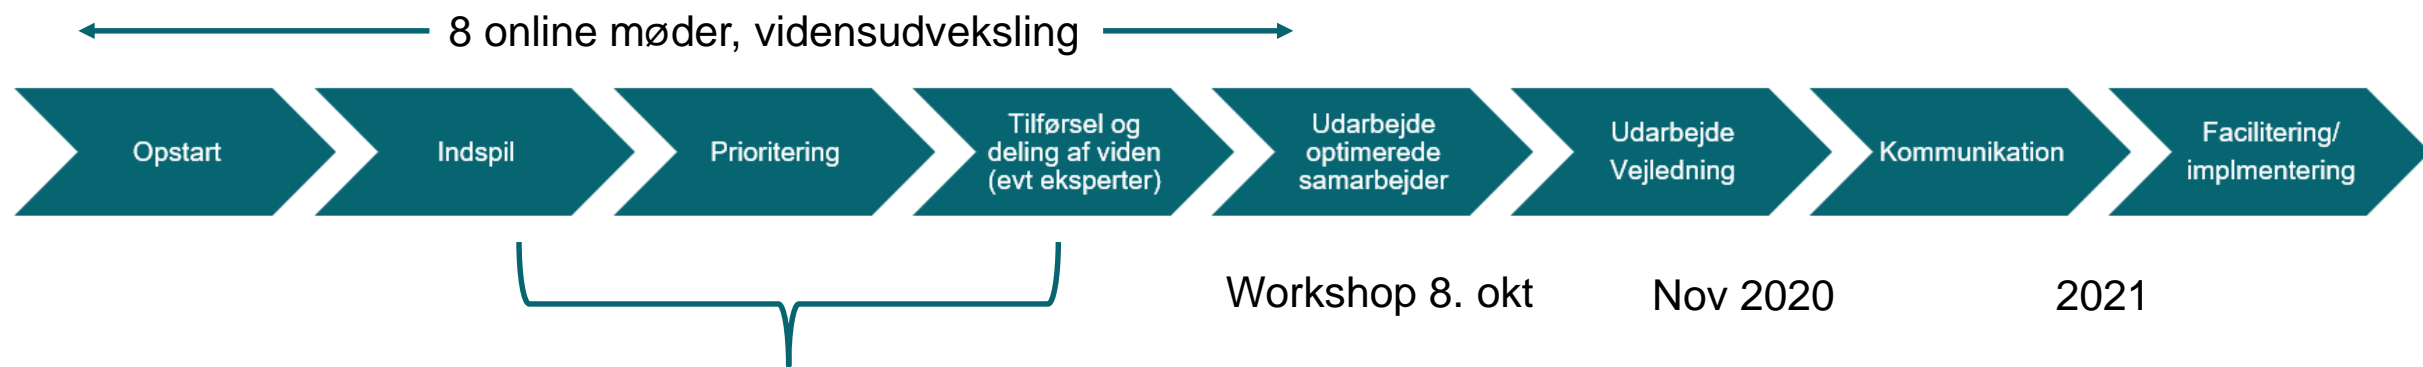 8 online møder, vidensudveksling
Opstart
Indspil
Prioritering
Tilførsel og
deling af viden
(evt eksperter)
Udarbejde
optimerede
samarbejder
Udarbejde
Vejledning
Kommunikation
Facilitering/
implmentering
Workshop 8. okt
Nov 2020
2021